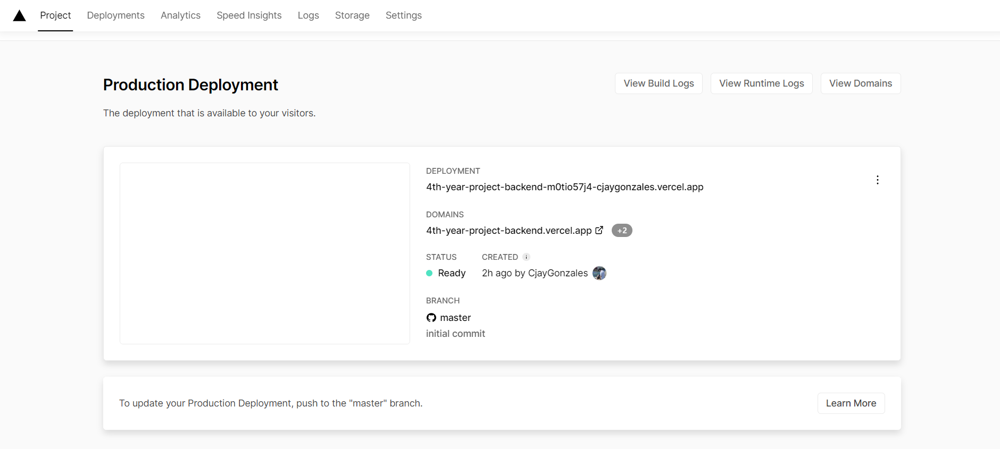 Project Deployments Analytics Speed Insights Logs Storage Settings
Production Deployment
View Build Logs View Runtime Logs View Domains
The deployment that is available to your visitors.
DEPLOYMENT
4th-year-project-backend-m0tio57j4-cjaygonzales.vercel.app
DOMAINS
4th-year-project-backend.vercel.app +2
STATUS CREATED i
Ready 2h ago by CjayGonzales
BRANCH
master
initial commit
To update your Production Deployment, push to the "master" branch. Learn More